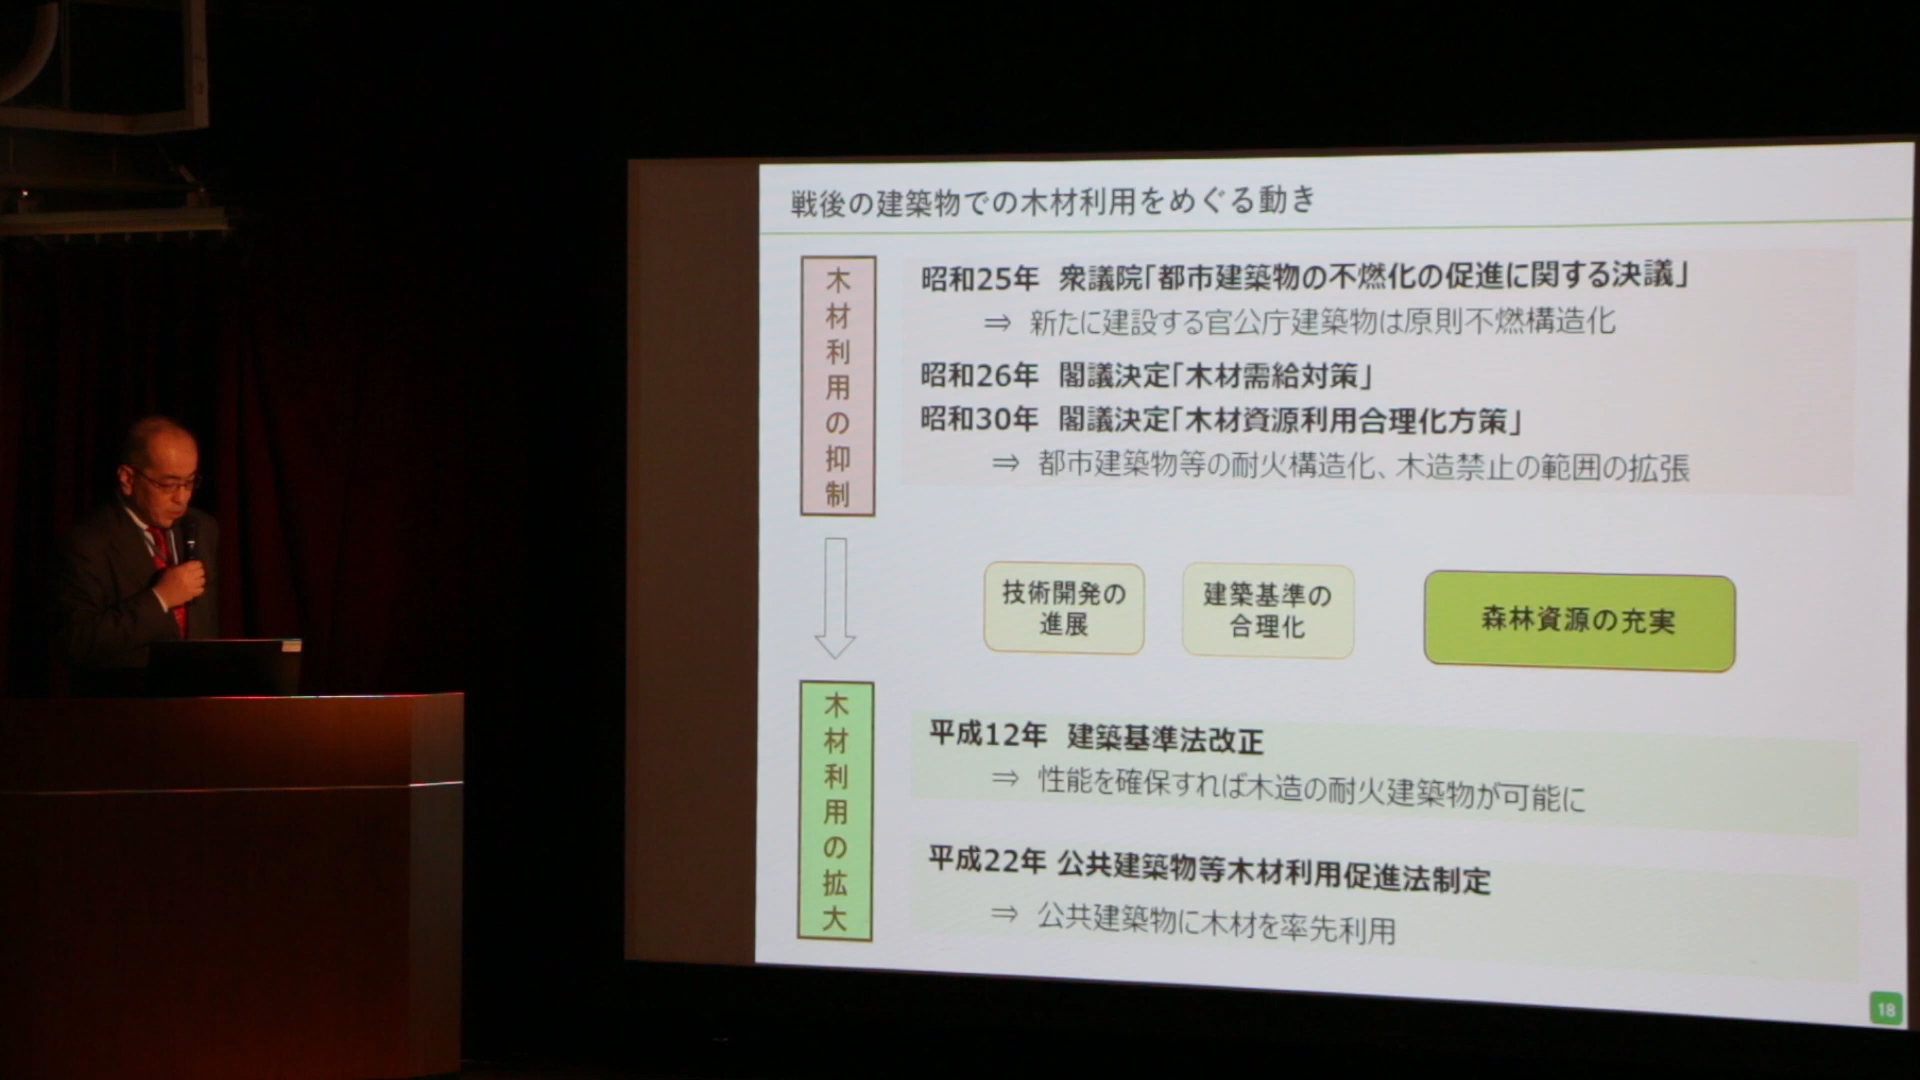 戦後の建築物での木材利用をめぐる動き
木材利用の抑制
昭和25年 衆議院「都市建築物の不燃化の促進に関する決議」
⇒ 新たに建設する官公庁建築物は原則不燃構造化
昭和26年 閣議決定「木材需給対策」
昭和30年 閣議決定「木材資源利用合理化方策」
⇒ 都市建築物等の耐火構造化、木造禁止の範囲の拡張
技術開発の
進展
建築基準の
合理化
森林資源の充実
木材利用の拡大
平成12年 建築基準法改正
⇒ 性能を確保すれば木造の耐火建築物が可能に
平成22年 公共建築物等木材利用促進法制定
⇒ 公共建築物に木材を率先利用
18